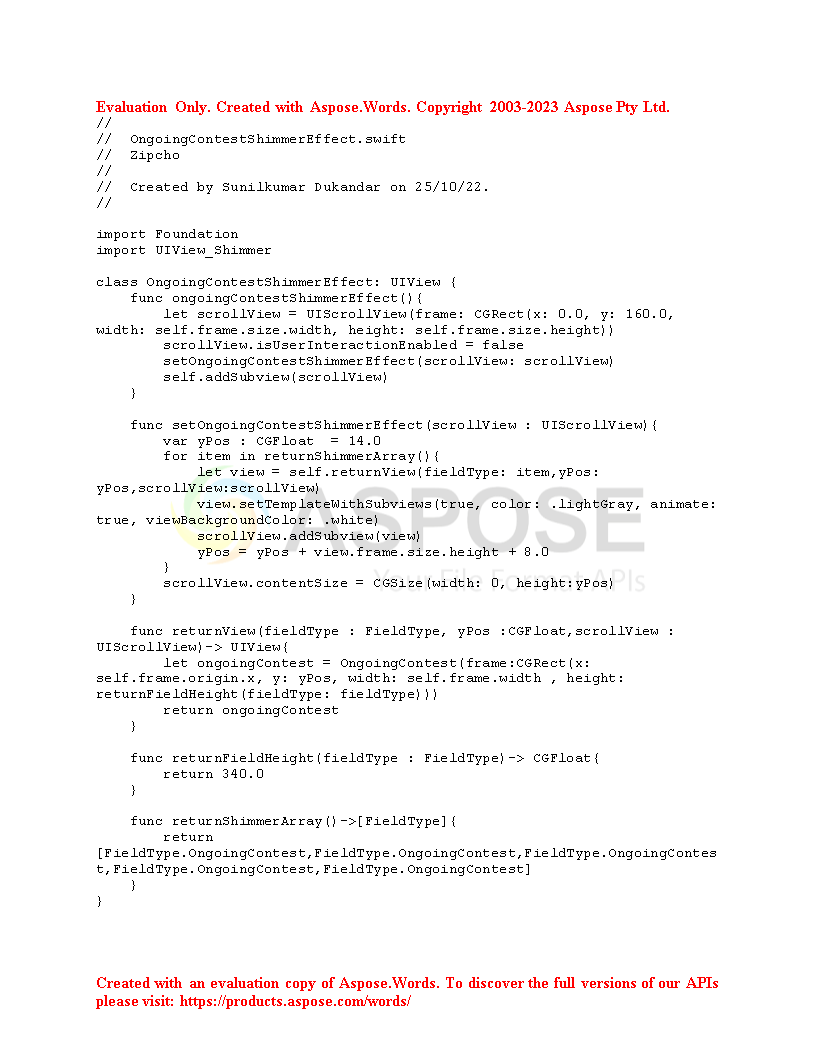 Evaluation Only. Created with Aspose.Words. Copyright 2003-2023 Aspose Pty Ltd.
//
//  OngoingContestShimmerEffect.swift
//  Zipcho
//
//  Created by Sunilkumar Dukandar on 25/10/22.
//

import Foundation
import UIView_Shimmer

class OngoingContestShimmerEffect: UIView {
    func ongoingContestShimmerEffect(){
        let scrollView = UIScrollView(frame: CGRect(x: 0.0, y: 160.0,
width: self.frame.size.width, height: self.frame.size.height))
        scrollView.isUserInteractionEnabled = false
        setOngoingContestShimmerEffect(scrollView: scrollView)
        self.addSubview(scrollView)
    }

    func setOngoingContestShimmerEffect(scrollView : UIScrollView){
        var yPos : CGFloat  = 14.0
        for item in returnShimmerArray(){
            let view = self.returnView(fieldType: item,yPos:
yPos,scrollView:scrollView)
            view.setTemplateWithSubviews(true, color: .lightGray, animate:
true, viewBackgroundColor: .white)
            scrollView.addSubview(view)
            yPos = yPos + view.frame.size.height + 8.0
        }
        scrollView.contentSize = CGSize(width: 0, height:yPos)
    }

    func returnView(fieldType : FieldType, yPos :CGFloat,scrollView :
UIScrollView)-> UIView{
        let ongoingContest = OngoingContest(frame:CGRect(x:
self.frame.origin.x, y: yPos, width: self.frame.width , height:
returnFieldHeight(fieldType: fieldType)))
        return ongoingContest
    }

    func returnFieldHeight(fieldType : FieldType)-> CGFloat{
        return 340.0
    }

    func returnShimmerArray()->[FieldType]{
        return
[FieldType.OngoingContest,FieldType.OngoingContest,FieldType.OngoingContes
t,FieldType.OngoingContest,FieldType.OngoingContest]
    }
}
ASPOSE
Your File Format APIs
Created with an evaluation copy of Aspose.Words. To discover the full versions of our APIs
please visit: https://products.aspose.com/words/